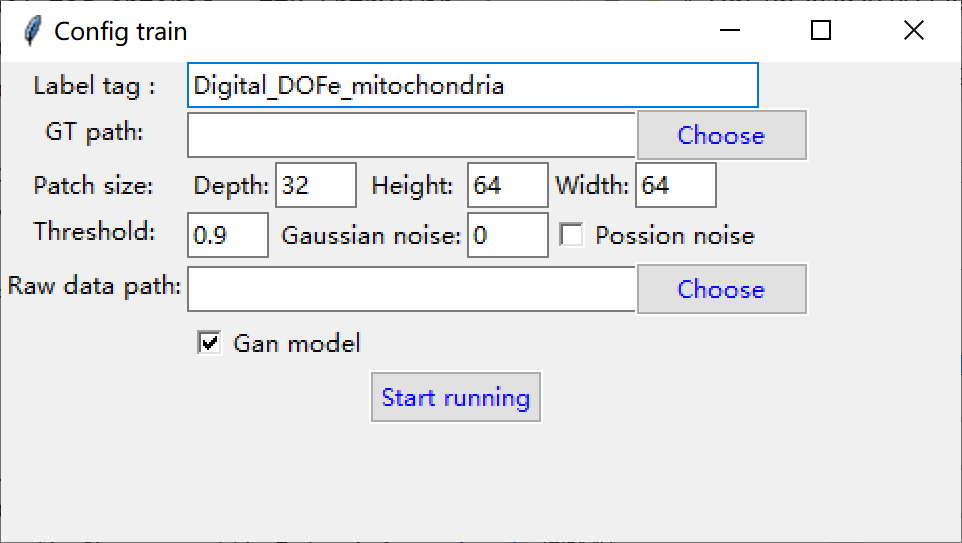 Config train
Label tag : Digital_DOFe_mitochondria
GT path: Choose
Patch size: Depth: 32 Height: 64 Width: 64
Threshold: 0.9 Gaussian noise: 0 Possion noise
Raw data path: Choose
Gan model
Start running